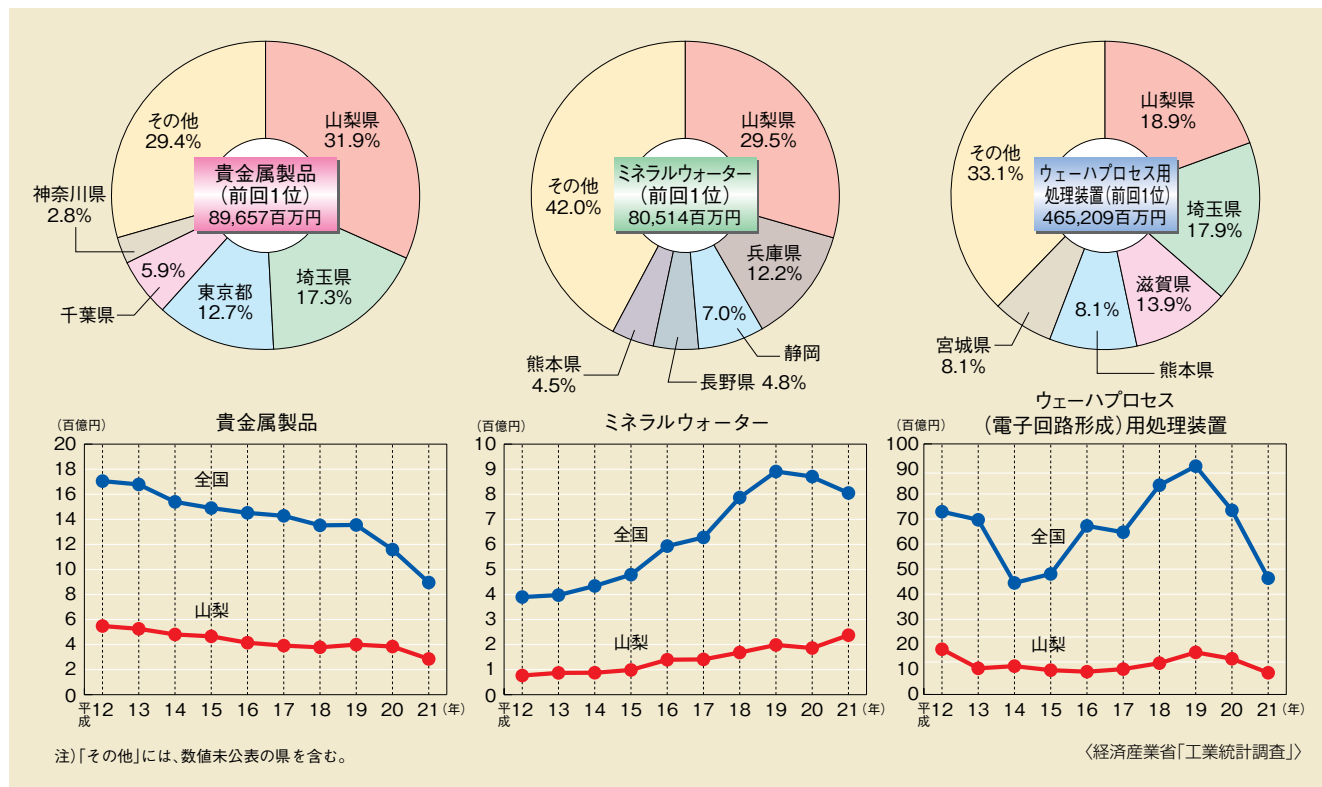 山梨県
31.9%
埼玉県
17.3%
東京都
12.7%
5.9%
千葉県
神奈川県
2.8%
その他
29.4%
貴金属製品
(前回1位)
89,657百万円
山梨県
29.5%
兵庫県
12.2%
7.0%
静岡
長野県 4.8%
熊本県
4.5%
その他
42.0%
ミネラルウォーター
(前回1位)
80,514百万円
山梨県
18.9%
埼玉県
17.9%
滋賀県
13.9%
8.1%
熊本県
宮城県
8.1%
その他
33.1%
ウェーハプロセス用
処理装置(前回1位)
465,209百万円
貴金属製品
(百億円)
20
18
16
14
12
10
8
6
4
2
0
全国
山梨
平成12 13 14 15 16 17 18 19 20 21(年)
ミネラルウォーター
(百億円)
10
9
8
7
6
5
4
3
2
1
0
全国
山梨
平成12 13 14 15 16 17 18 19 20 21(年)
ウェーハプロセス
(電子回路形成)用処理装置
(百億円)
100
90
80
70
60
50
40
30
20
10
0
全国
山梨
平成12 13 14 15 16 17 18 19 20 21(年)
注)「その他」には、数値未公表の県を含む。
〈経済産業省「工業統計調査」〉